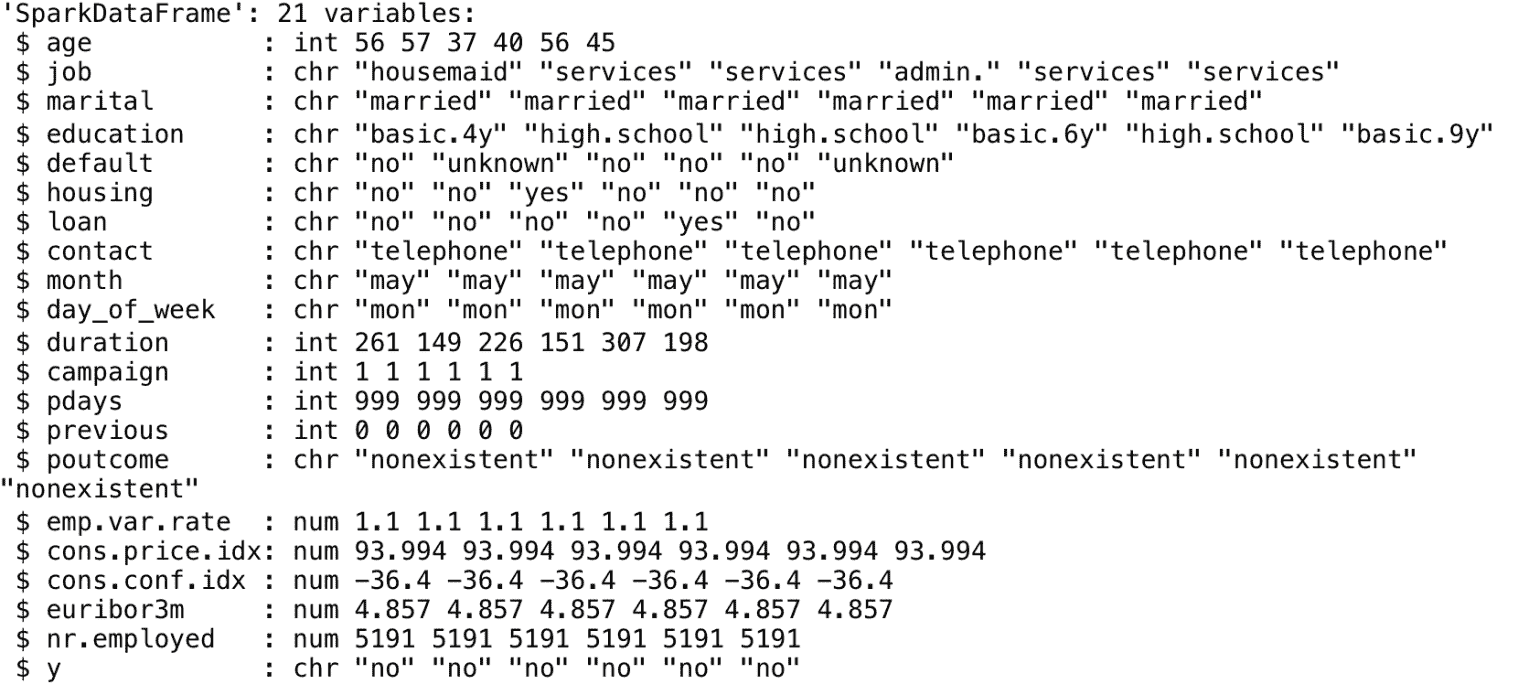 'SparkDataFrame': 21 variables:
 $ age           : int 56 57 37 40 56 45
 $ job           : chr "housemaid" "services" "services" "admin." "services" "services"
 $ marital       : chr "married" "married" "married" "married" "married" "married"
 $ education     : chr "basic.4y" "high.school" "high.school" "basic.6y" "high.school" "basic.9y"
 $ default       : chr "no" "unknown" "no" "no" "no" "unknown"
 $ housing       : chr "no" "no" "yes" "no" "no" "no"
 $ loan          : chr "no" "no" "no" "no" "yes" "no"
 $ contact       : chr "telephone" "telephone" "telephone" "telephone" "telephone" "telephone"
 $ month         : chr "may" "may" "may" "may" "may" "may"
 $ day_of_week   : chr "mon" "mon" "mon" "mon" "mon" "mon"
 $ duration      : int 261 149 226 151 307 198
 $ campaign      : int 1 1 1 1 1 1
 $ pdays         : int 999 999 999 999 999 999
 $ previous      : int 0 0 0 0 0 0
 $ poutcome      : chr "nonexistent" "nonexistent" "nonexistent" "nonexistent" "nonexistent"
"nonexistent"
 $ emp.var.rate  : num 1.1 1.1 1.1 1.1 1.1 1.1
 $ cons.price.idx: num 93.994 93.994 93.994 93.994 93.994 93.994
 $ cons.conf.idx : num -36.4 -36.4 -36.4 -36.4 -36.4 -36.4
 $ euribor3m     : num 4.857 4.857 4.857 4.857 4.857 4.857
 $ nr.employed   : num 5191 5191 5191 5191 5191 5191
 $ y             : chr "no" "no" "no" "no" "no" "no"